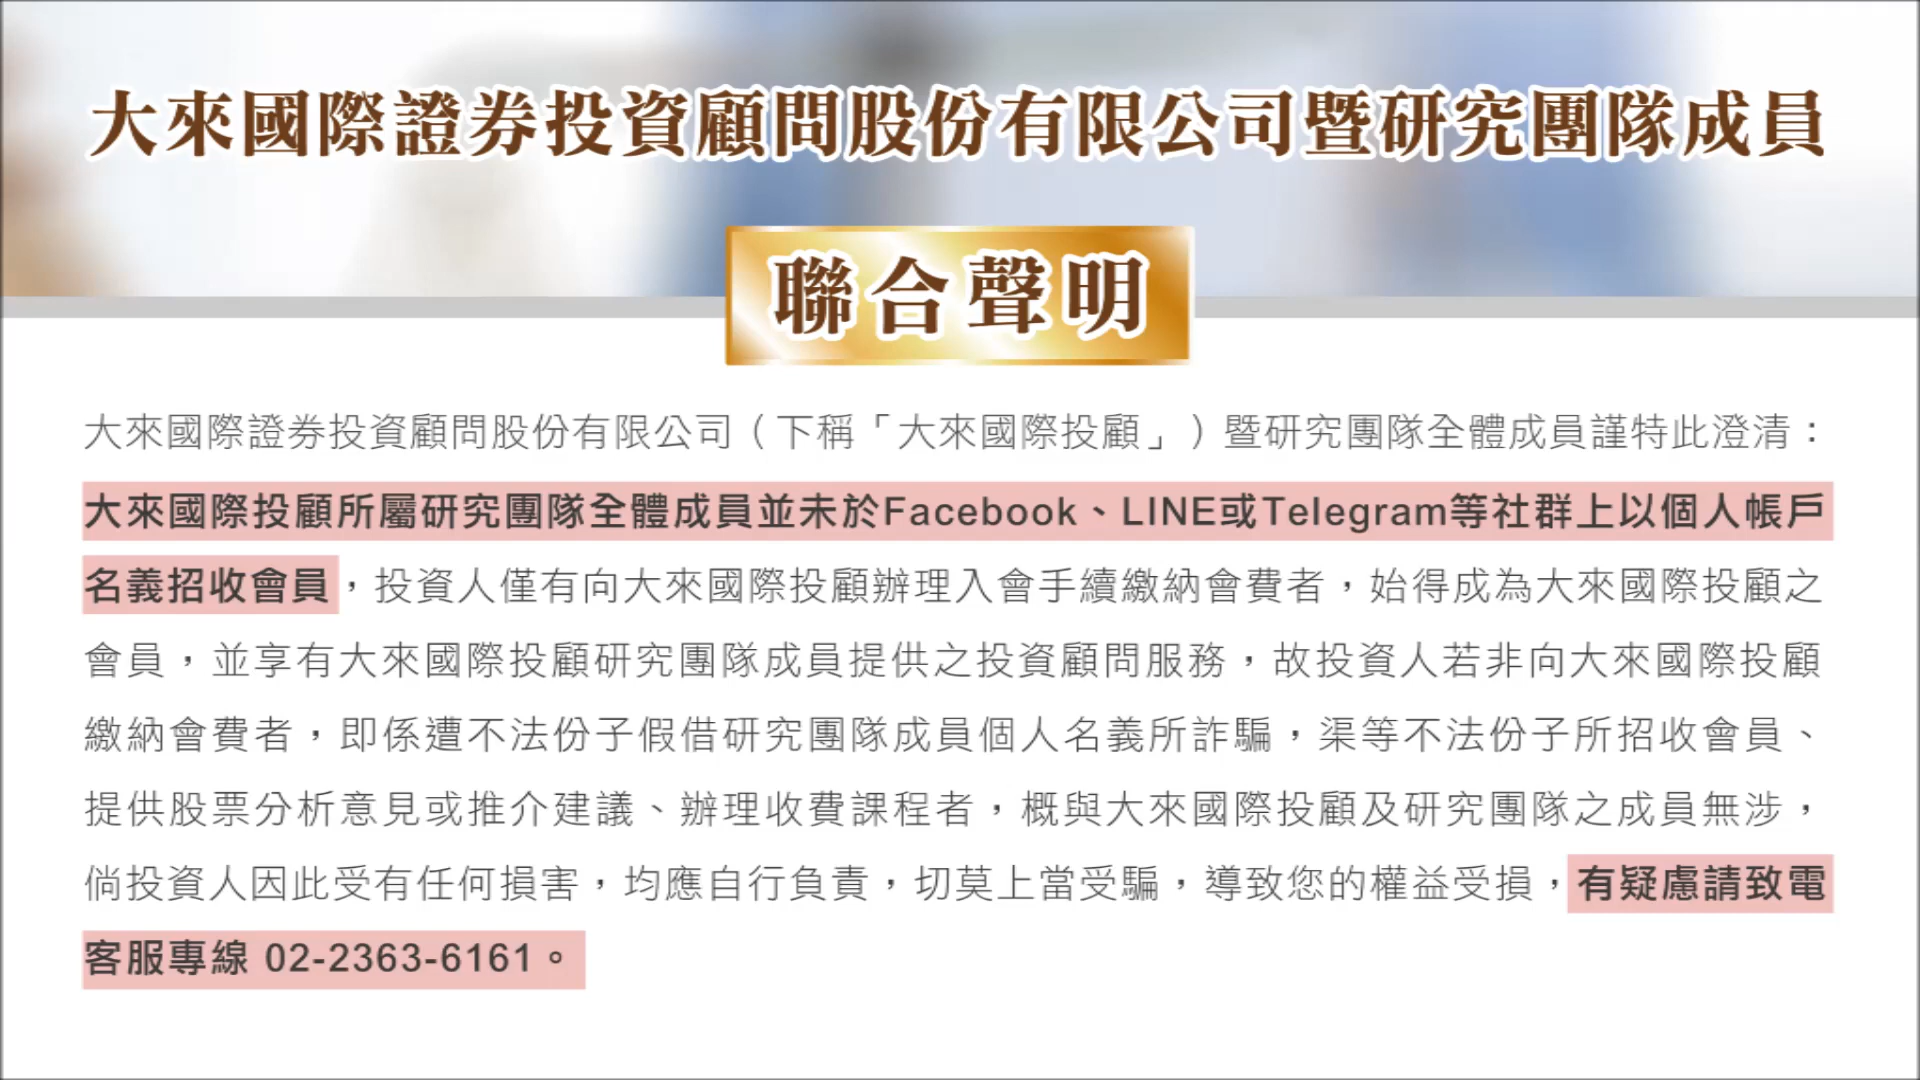 大來國際證券投資顧問股份有限公司暨研究團隊成員
聯合聲明
大來國際證券投資顧問股份有限公司（下稱「大來國際投顧」）暨研究團隊全體成員謹特此澄清：
大來國際投顧所屬研究團隊全體成員並未於Facebook、LINE或Telegram等社群上以個人帳戶
名義招收會員，投資人僅有向大來國際投顧辦理入會手續繳納會費者，始得成為大來國際投顧之
會員，並享有大來國際投顧研究團隊成員提供之投資顧問服務，故投資人若非向大來國際投顧
繳納會費者，即係遭不法份子假借研究團隊成員個人名義所詐騙，渠等不法份子所招收會員、
提供股票分析意見或推介建議、辦理收費課程者，概與大來國際投顧及研究團隊之成員無涉，
倘投資人因此受有任何損害，均應自行負責，切莫上當受騙，導致您的權益受損，有疑慮請致電
客服專線 02-2363-6161。